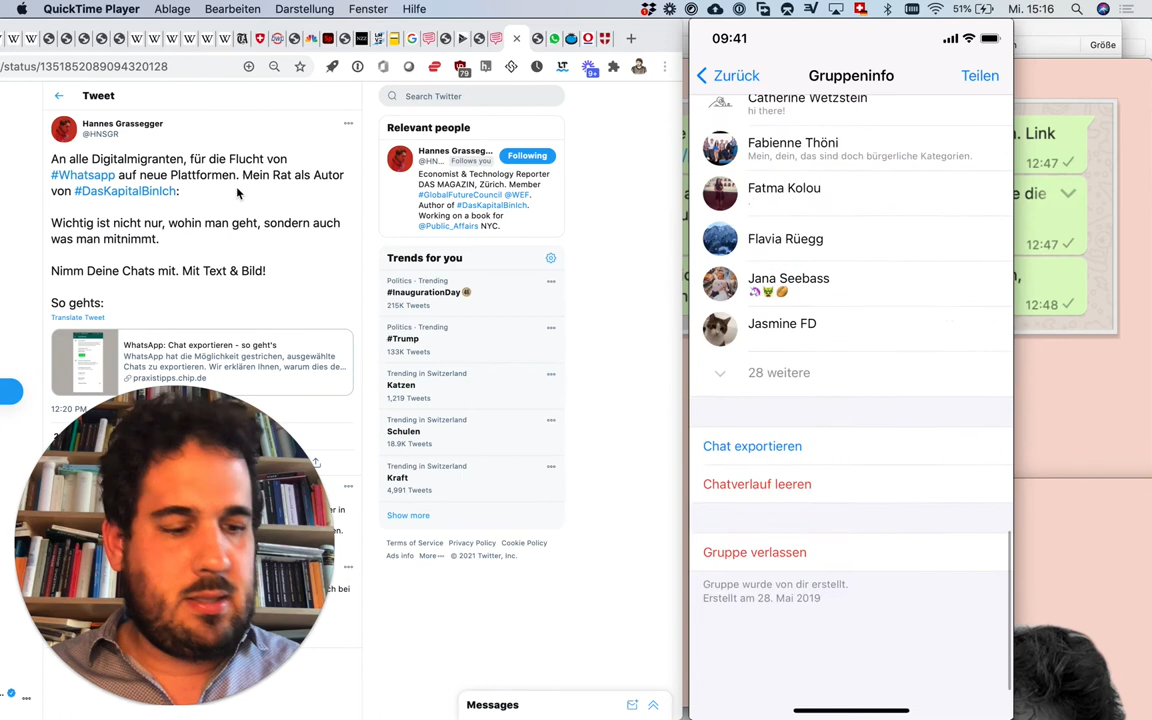 QuickTime Player Ablage Bearbeiten Darstellung Fenster Hilfe
51% Mi. 15:16
/status/1351852089094320128
79
9+
Größe
Tweet
Hannes Grassegger
@HNSGR
An alle Digitalmigranten, für die Flucht von
#Whatsapp auf neue Plattformen. Mein Rat als Autor
von #DasKapitalBinIch:
Wichtig ist nicht nur, wohin man geht, sondern auch
was man mitnimmt.
Nimm Deine Chats mit. Mit Text & Bild!
So gehts:
Translate Tweet
WhatsApp: Chat exportieren - so geht's
WhatsApp hat die Möglichkeit gestrichen, ausgewählte
Chats zu exportieren. Wir erklären Ihnen, warum dies de...
praxistipps.chip.de
12:20 PM
Search Twitter
Relevant people
Hannes Grassegg...
@HN... Follows you
Following
Economist & Technology Reporter
DAS MAGAZIN, Zürich. Member
#GlobalFutureCouncil @WEF.
Author of #DasKapitalBinIch.
Working on a book for
@Public_Affairs NYC.
Trends for you
Politics · Trending
#InaugurationDay
215K Tweets
Politics · Trending
#Trump
133K Tweets
Trending in Switzerland
Katzen
1,219 Tweets
Trending in Switzerland
Schulen
18.9K Tweets
Trending in Switzerland
Kraft
4,991 Tweets
Show more
Terms of Service Privacy Policy Cookie Policy
Ads info More © 2021 Twitter, Inc.
Messages
09:41
Zurück Gruppeninfo Teilen
Catherine Wetzstein
hi there!
Fabienne Thöni
Mein, dein, das sind doch bürgerliche Kategorien.
Fatma Kolou
.
Flavia Rüegg
Jana Seebass
Jasmine FD
28 weitere
Chat exportieren
Chatverlauf leeren
Gruppe verlassen
Gruppe wurde von dir erstellt.
Erstellt am 28. Mai 2019
. Link
12:47
e die
12:47
12:48